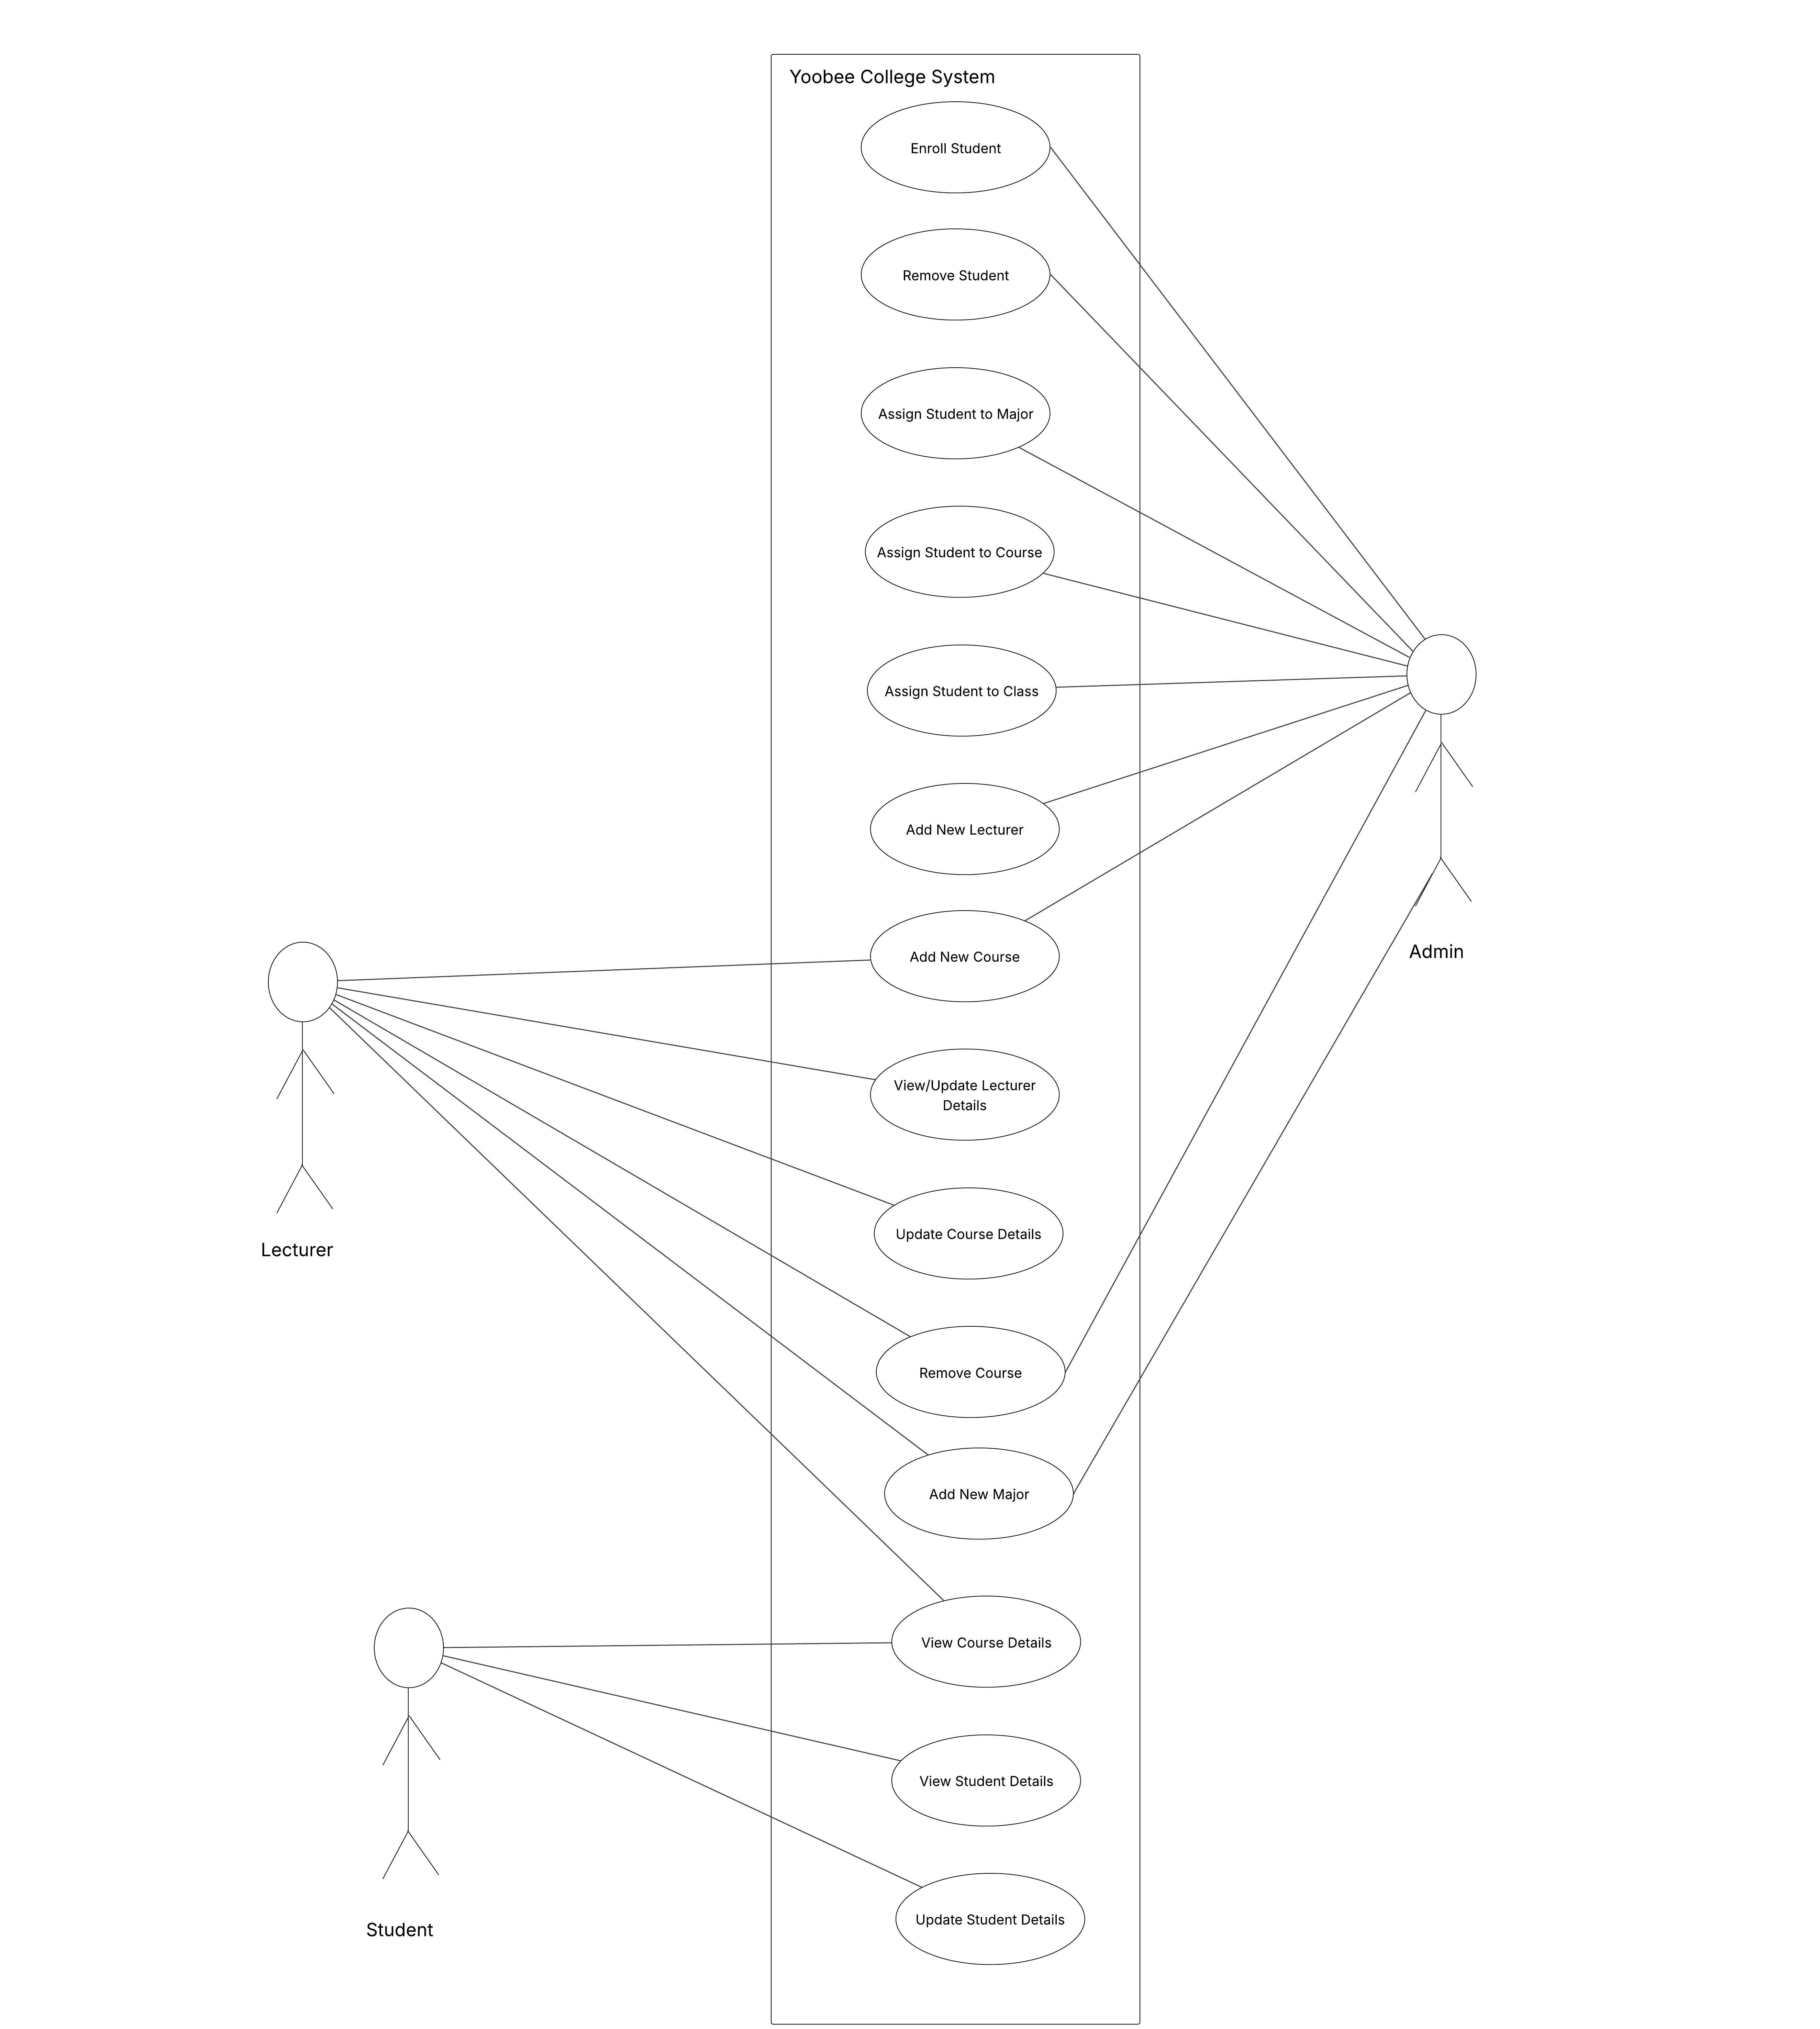 Yoobee College System
Enroll Student
Remove Student
Assign Student to Major
Assign Student to Course
Assign Student to Class
Add New Lecturer
Admin
Add New Course
View/Update Lecturer
Details
Update Course Details
Lecturer
Remove Course
Add New Major
View Course Details
View Student Details
Update Student Details
Student